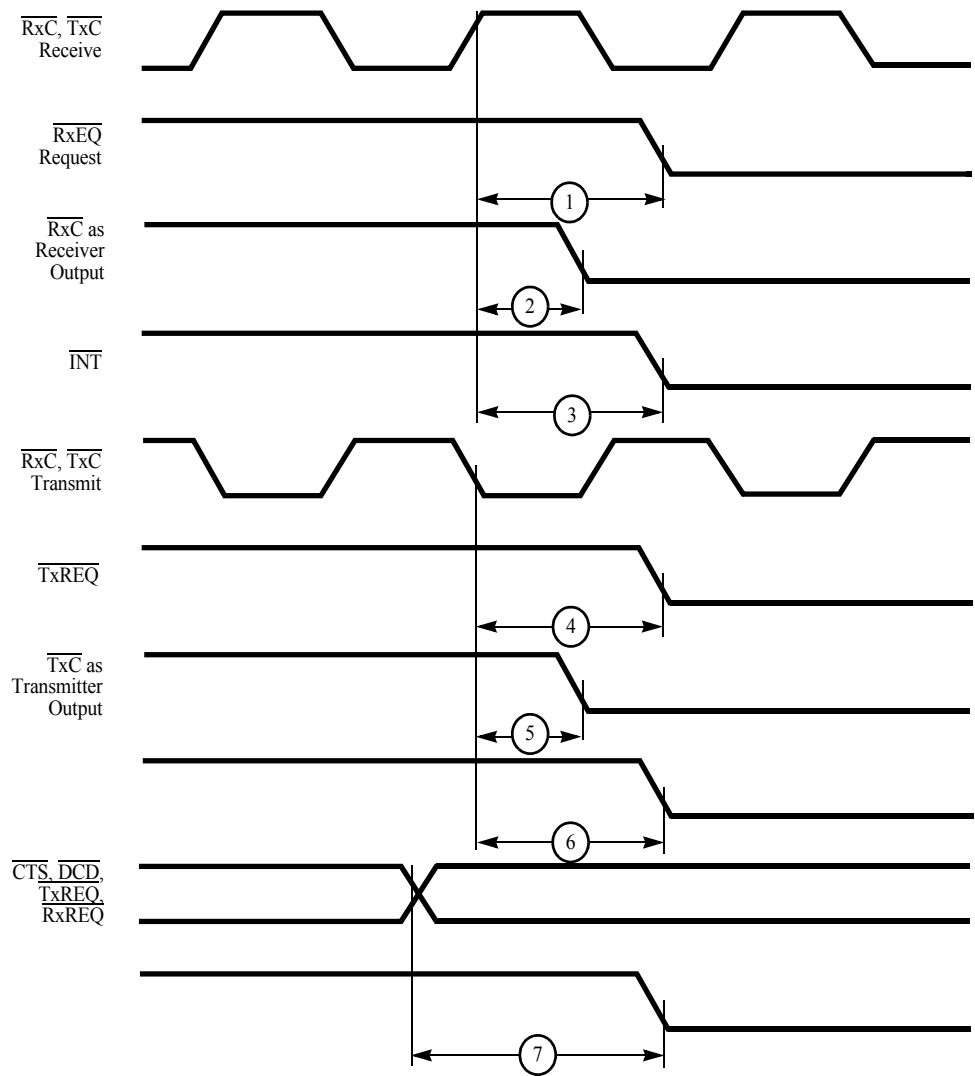 RxC, TxC
Receive
RxEQ
Request
1
RxC as
Receiver
Output
2
INT
3
RxC, TxC
Transmit
TxREQ
4
TxC as
Transmitter
Output
5
6
CTS, DCD,
TxREQ,
RxREQ
7